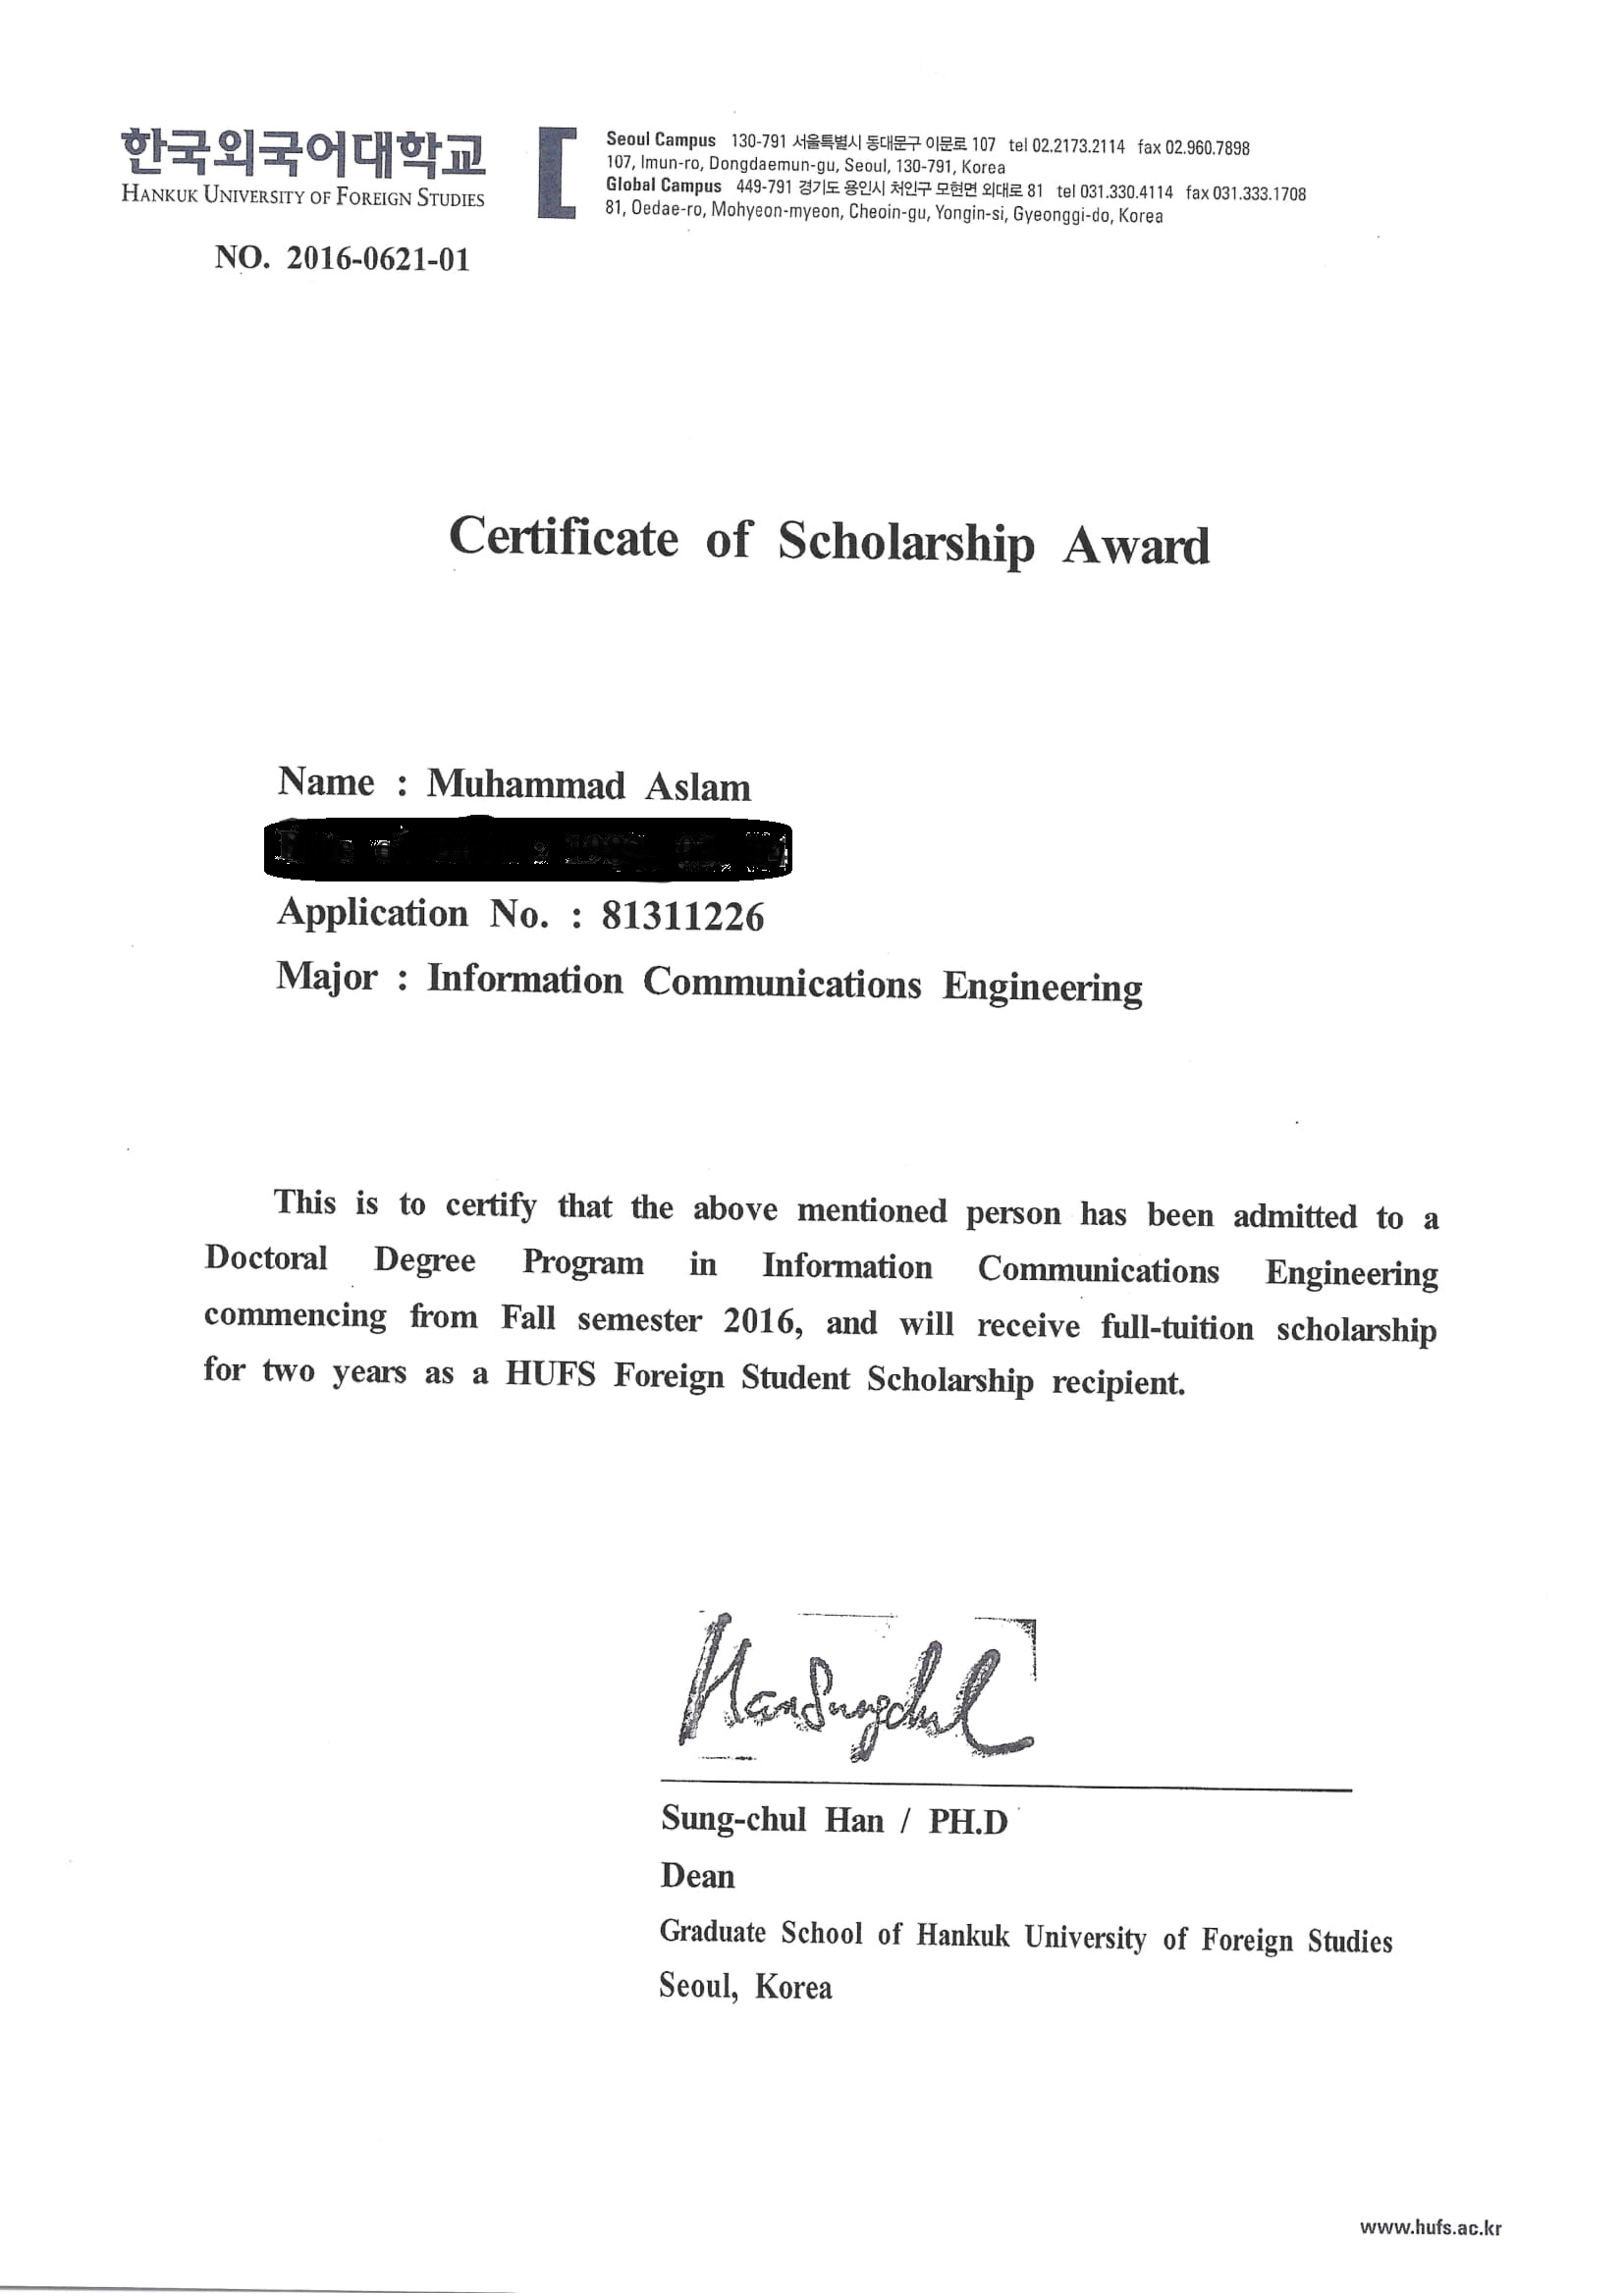 한국외국어대학교
HANKUK UNIVERSITY OF FOREIGN STUDIES
Seoul Campus 130-791 서울특별시 동대문구 이문로 107 tel 02.2173.2114 fax 02.960.7898
107, Imun-ro, Dongdaemun-gu, Seoul, 130-791, Korea
Global Campus 449-791 경기도 용인시 처인구 모현면 외대로 81 tel 031.330.4114 fax 031.333.1708
81, Oedae-ro, Mohyeon-myeon, Cheoin-gu, Yongin-si, Gyeonggi-do, Korea
NO. 2016-0621-01
Certificate of Scholarship Award
Name : Muhammad Aslam
Application No. : 81311226
Major : Information Communications Engineering
This is to certify that the above mentioned person has been admitted to a
Doctoral Degree Program in Information Communications Engineering
commencing from Fall semester 2016, and will receive full-tuition scholarship
for two years as a HUFS Foreign Student Scholarship recipient.
HanSungchul
Sung-chul Han / PH.D
Dean
Graduate School of Hankuk University of Foreign Studies
Seoul, Korea
www.hufs.ac.kr